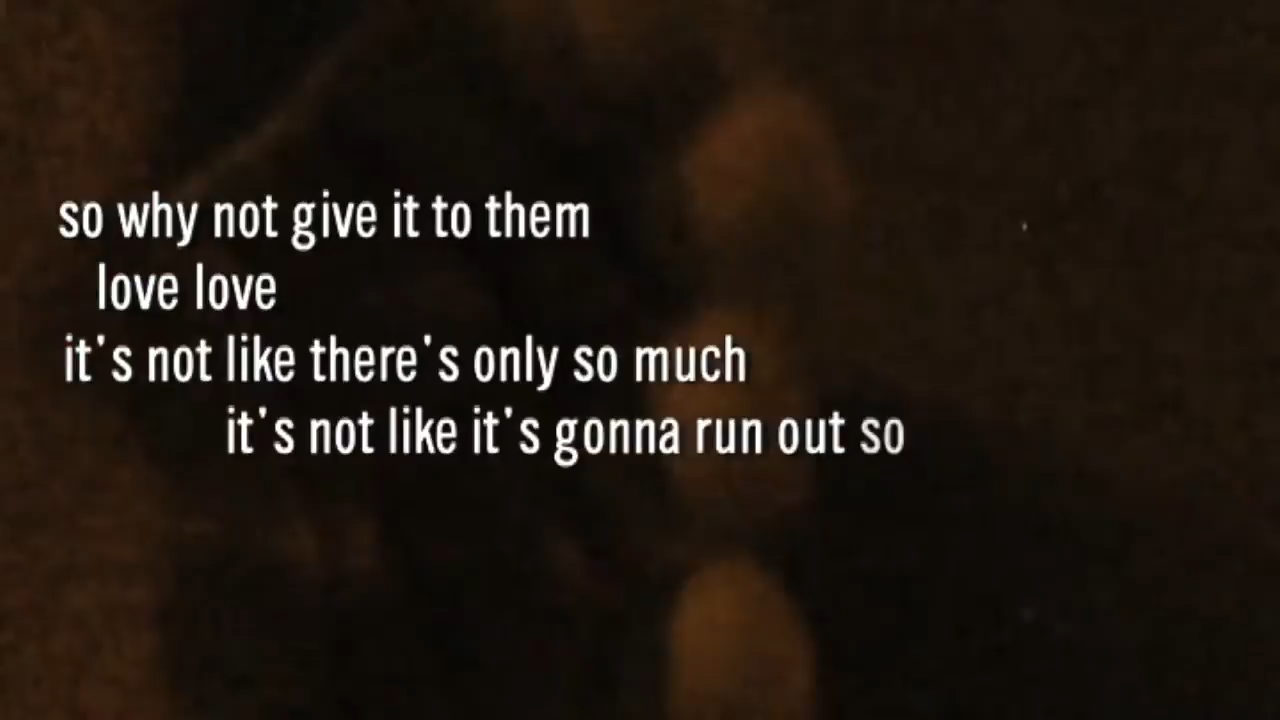 so why not give it to them
love love
it's not like there's only so much
it's not like it's gonna run out so